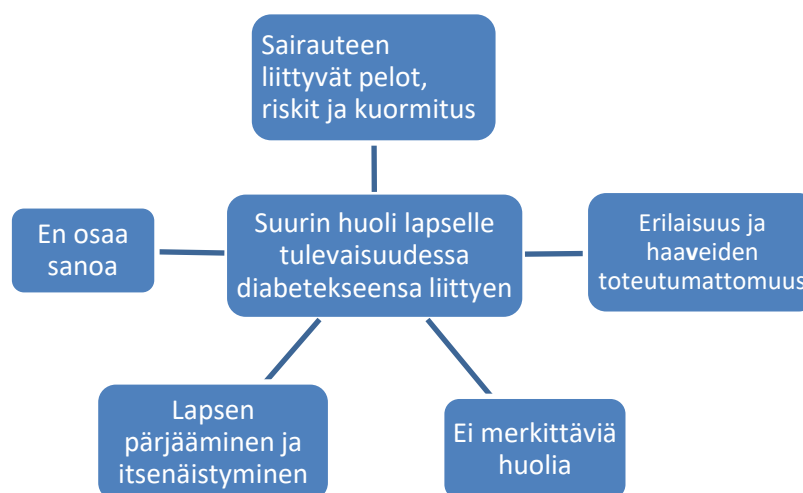 Sairauteen
liittyvät pelot,
riskit ja kuormitus
En osaa
sanoa
Suurin huoli lapselle
tulevaisuudessa
diabetekseensa liittyen
Erilaisuus ja
haaveiden
toteutumattomuus
Lapsen
pärjääminen ja
itsenäistyminen
Ei merkittäviä
huolia